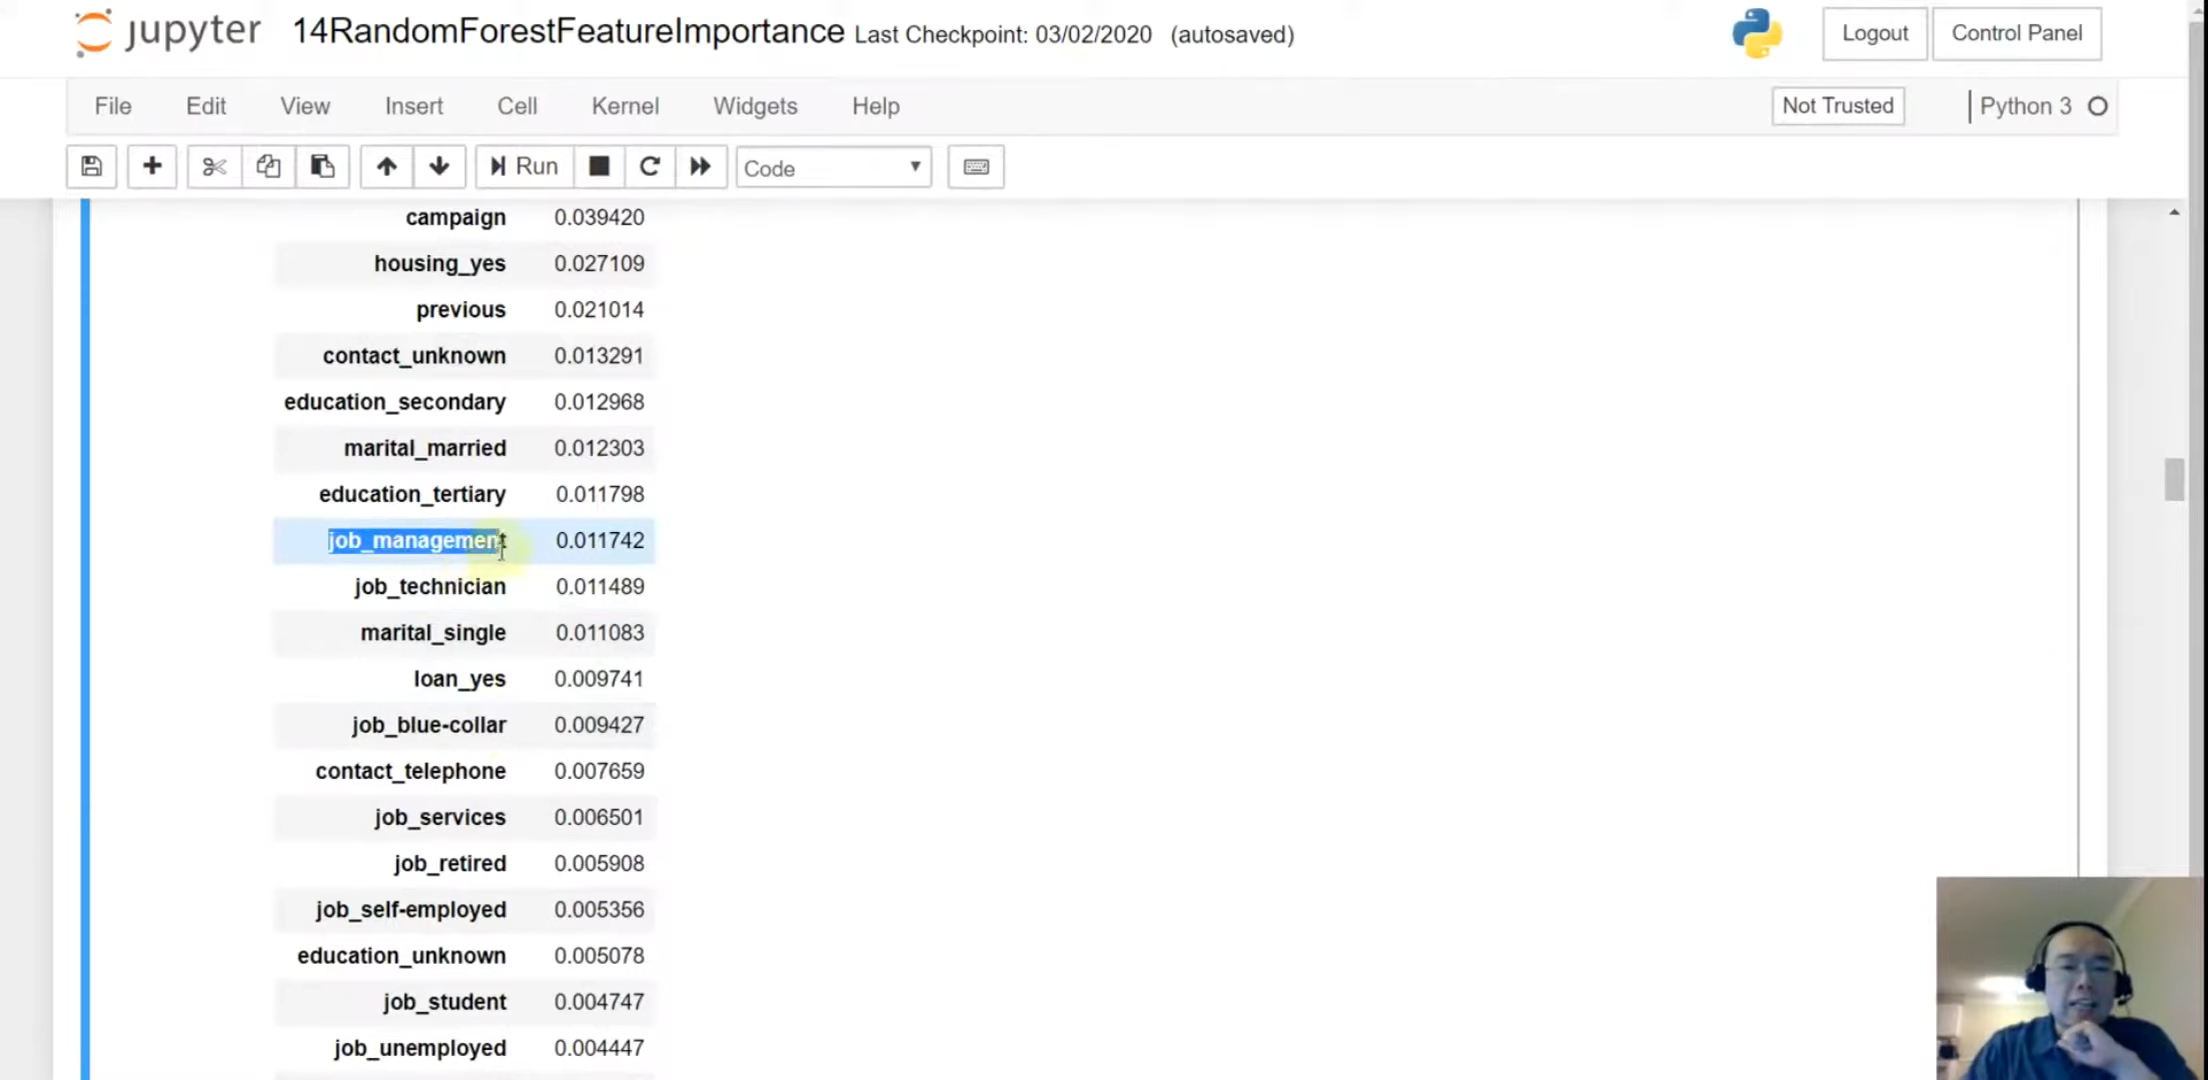 jupyter 14RandomForestFeatureImportance Last Checkpoint: 03/02/2020 (autosaved) Logout Control Panel
File Edit View Insert Cell Kernel Widgets Help Not Trusted Python 3
Run Code
campaign 0.039420
housing_yes 0.027109
previous 0.021014
contact_unknown 0.013291
education_secondary 0.012968
marital_married 0.012303
education_tertiary 0.011798
job_management 0.011742
job_technician 0.011489
marital_single 0.011083
loan_yes 0.009741
job_blue-collar 0.009427
contact_telephone 0.007659
job_services 0.006501
job_retired 0.005908
job_self-employed 0.005356
education_unknown 0.005078
job_student 0.004747
job_unemployed 0.004447